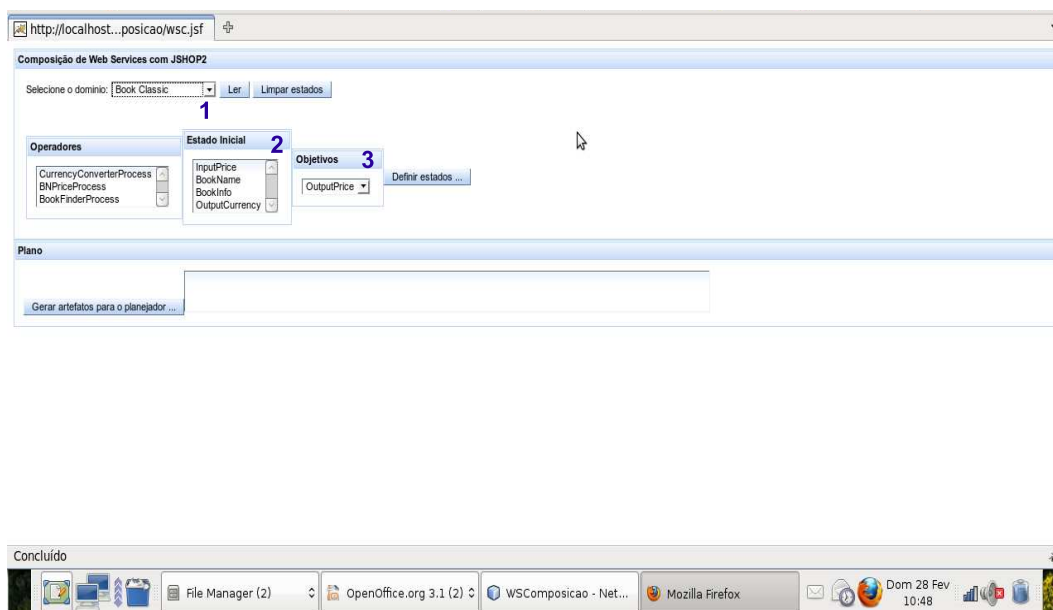 http://localhost...posicao/wsc.jsf
Composição de Web Services com JSHOP2
Selecione o dominio: Book Classic Ler Limpar estados
1
Operadores
CurrencyConverterProcess
BNPriceProcess
BookFinderProcess
Estado Inicial 2
InputPrice
BookName
BookInfo
OutputCurrency
Objetivos 3
OutputPrice
Definir estados ...
Plano
Gerar artefatos para o planejador ...
Concluído
File Manager (2)
OpenOffice.org 3.1 (2)
WSComposicao - Net...
Mozilla Firefox
Dom 28 Fev
10:48